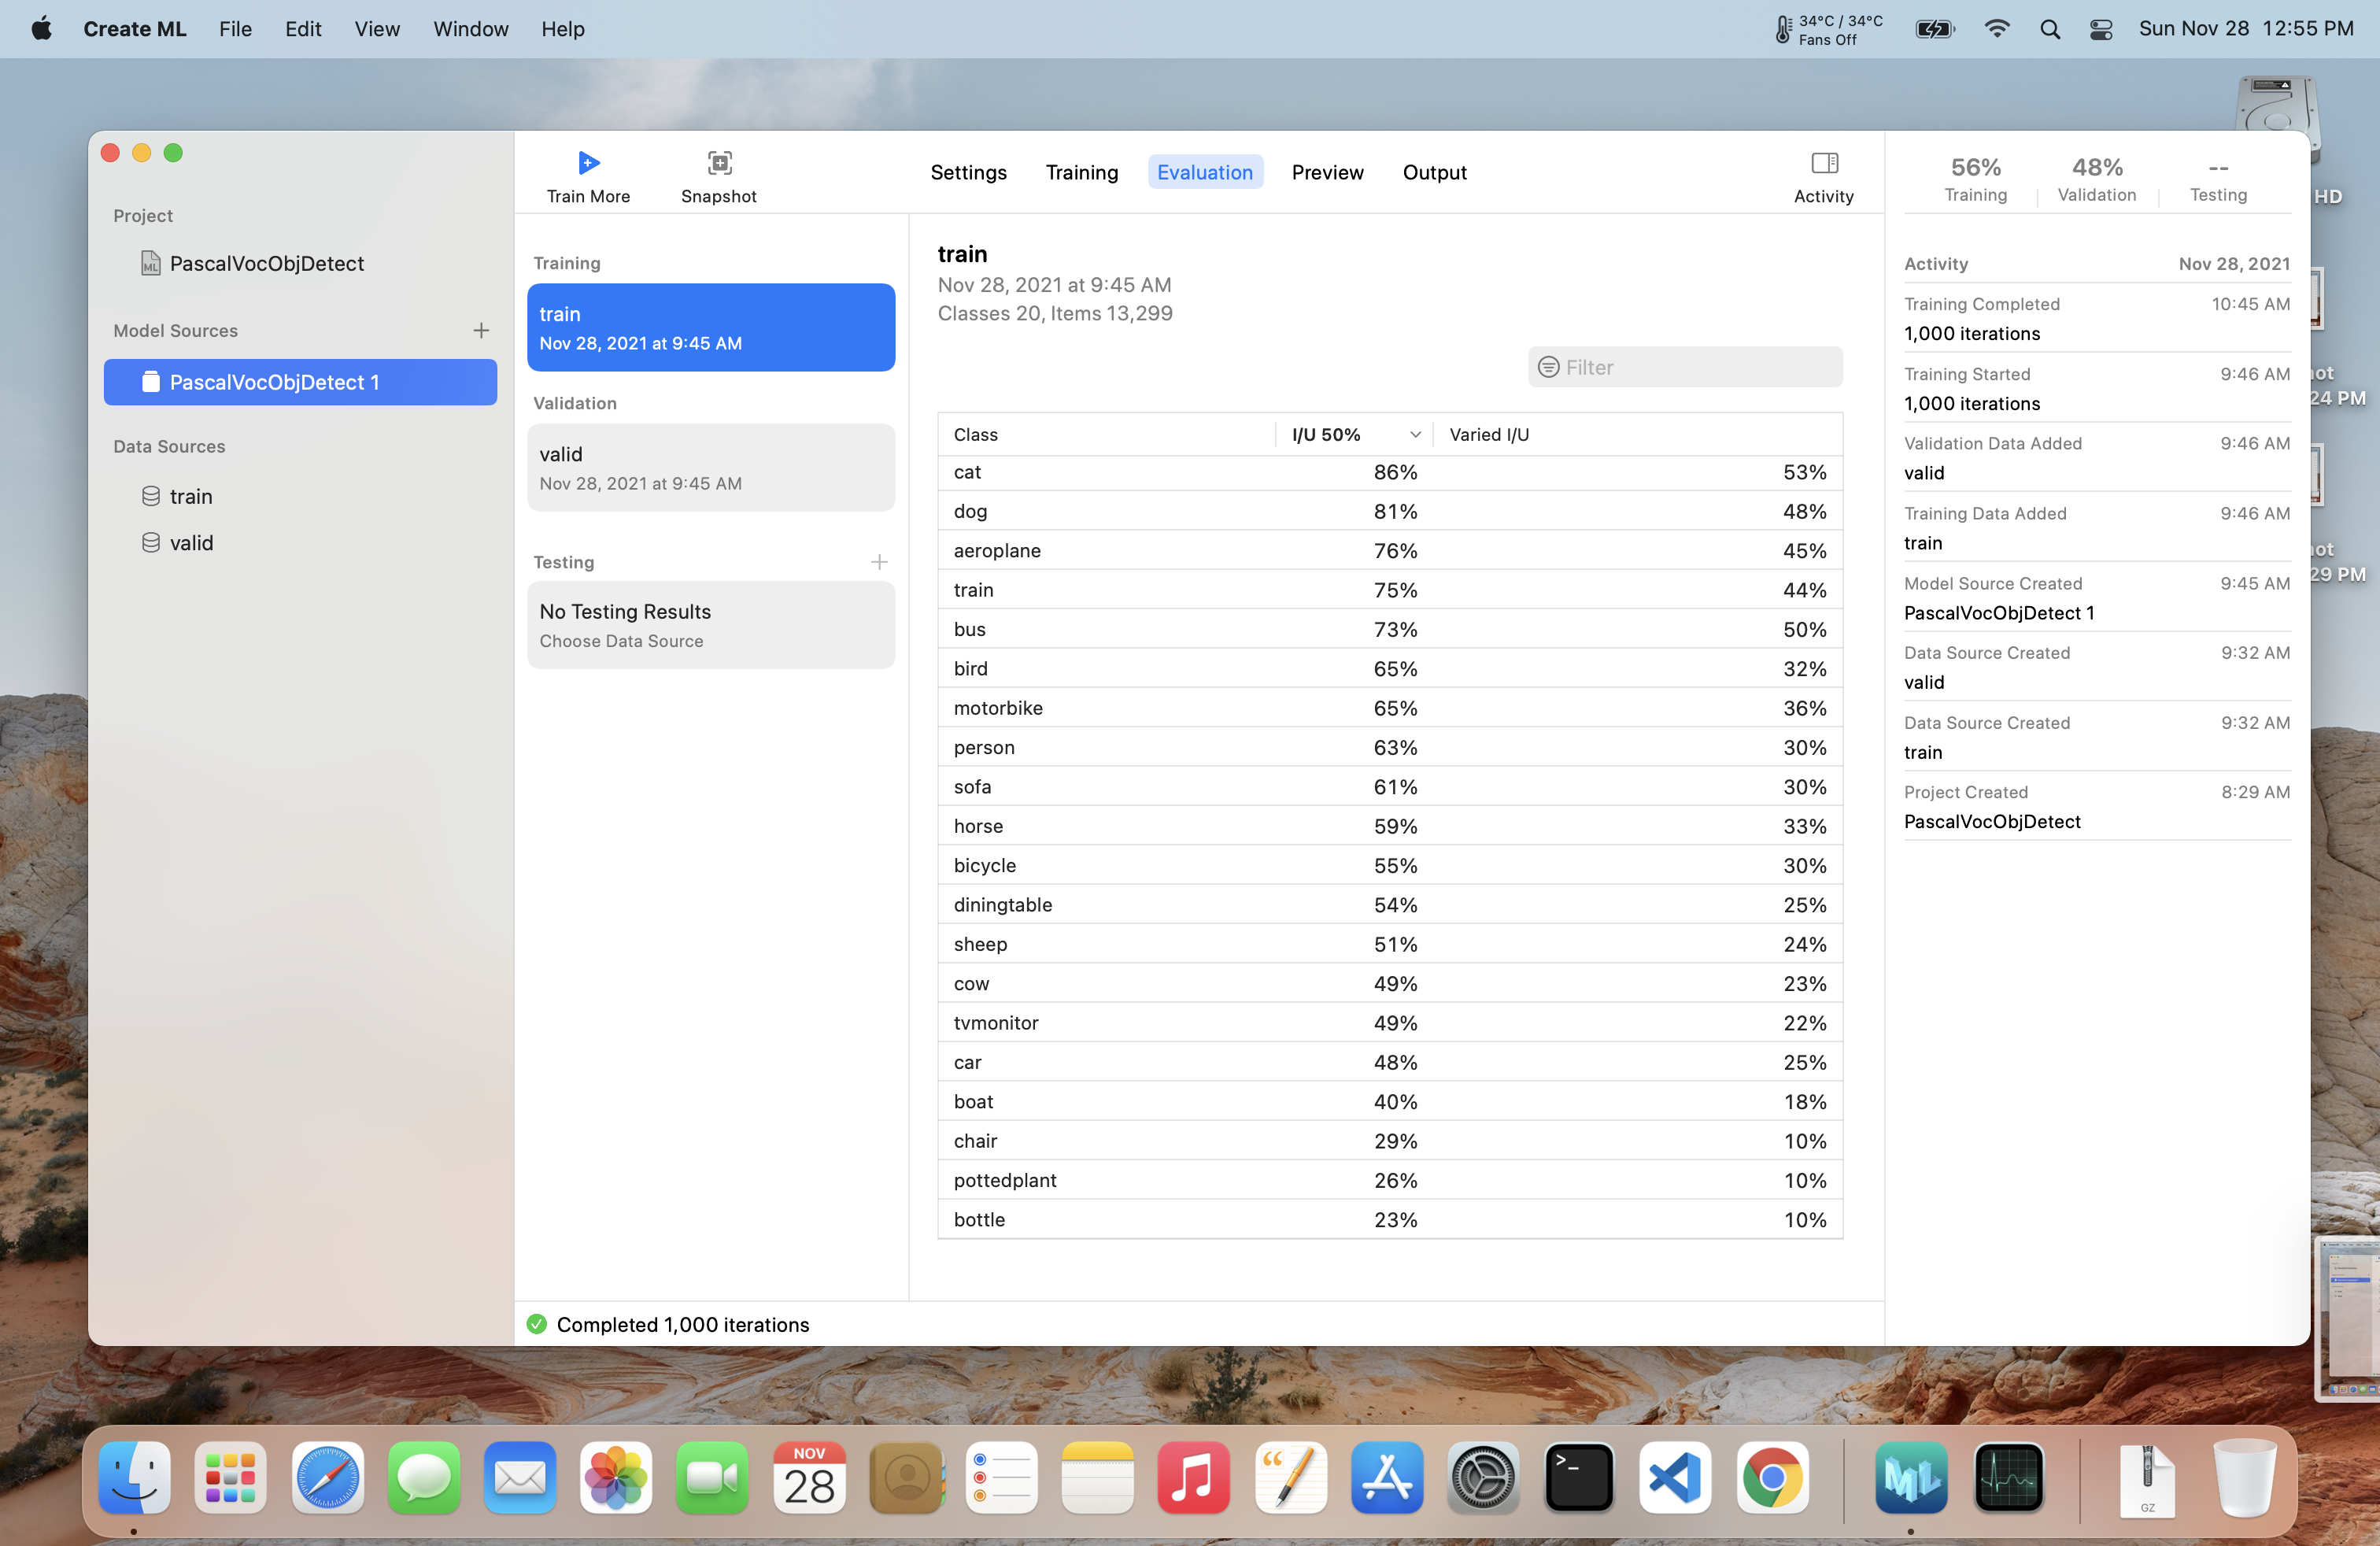 Create ML File Edit View Window Help 34°C / 34°C Sun Nov 28 12:55 PM
Fans Off
HD
24 PM
29 PM
Project
PascalVocObjDetect
Model Sources
PascalVocObjDetect 1
Data Sources
train
valid
Train More Snapshot Settings Training Evaluation Preview Output Activity
Training
train
Nov 28, 2021 at 9:45 AM
Validation
valid
Nov 28, 2021 at 9:45 AM
Testing
No Testing Results
Choose Data Source
train
Nov 28, 2021 at 9:45 AM
Classes 20, Items 13,299
Filter
Class I/U 50% Varied I/U
cat 86% 53%
dog 81% 48%
aeroplane 76% 45%
train 75% 44%
bus 73% 50%
bird 65% 32%
motorbike 65% 36%
person 63% 30%
sofa 61% 30%
horse 59% 33%
bicycle 55% 30%
diningtable 54% 25%
sheep 51% 24%
cow 49% 23%
tvmonitor 49% 22%
car 48% 25%
boat 40% 18%
chair 29% 10%
pottedplant 26% 10%
bottle 23% 10%
Completed 1,000 iterations
56% 48% --
Training Validation Testing
Activity Nov 28, 2021
Training Completed 10:45 AM
1,000 iterations
Training Started 9:46 AM
1,000 iterations
Validation Data Added 9:46 AM
valid
Training Data Added 9:46 AM
train
Model Source Created 9:45 AM
PascalVocObjDetect 1
Data Source Created 9:32 AM
valid
Data Source Created 9:32 AM
train
Project Created 8:29 AM
PascalVocObjDetect
NOV
28
ML
GZ